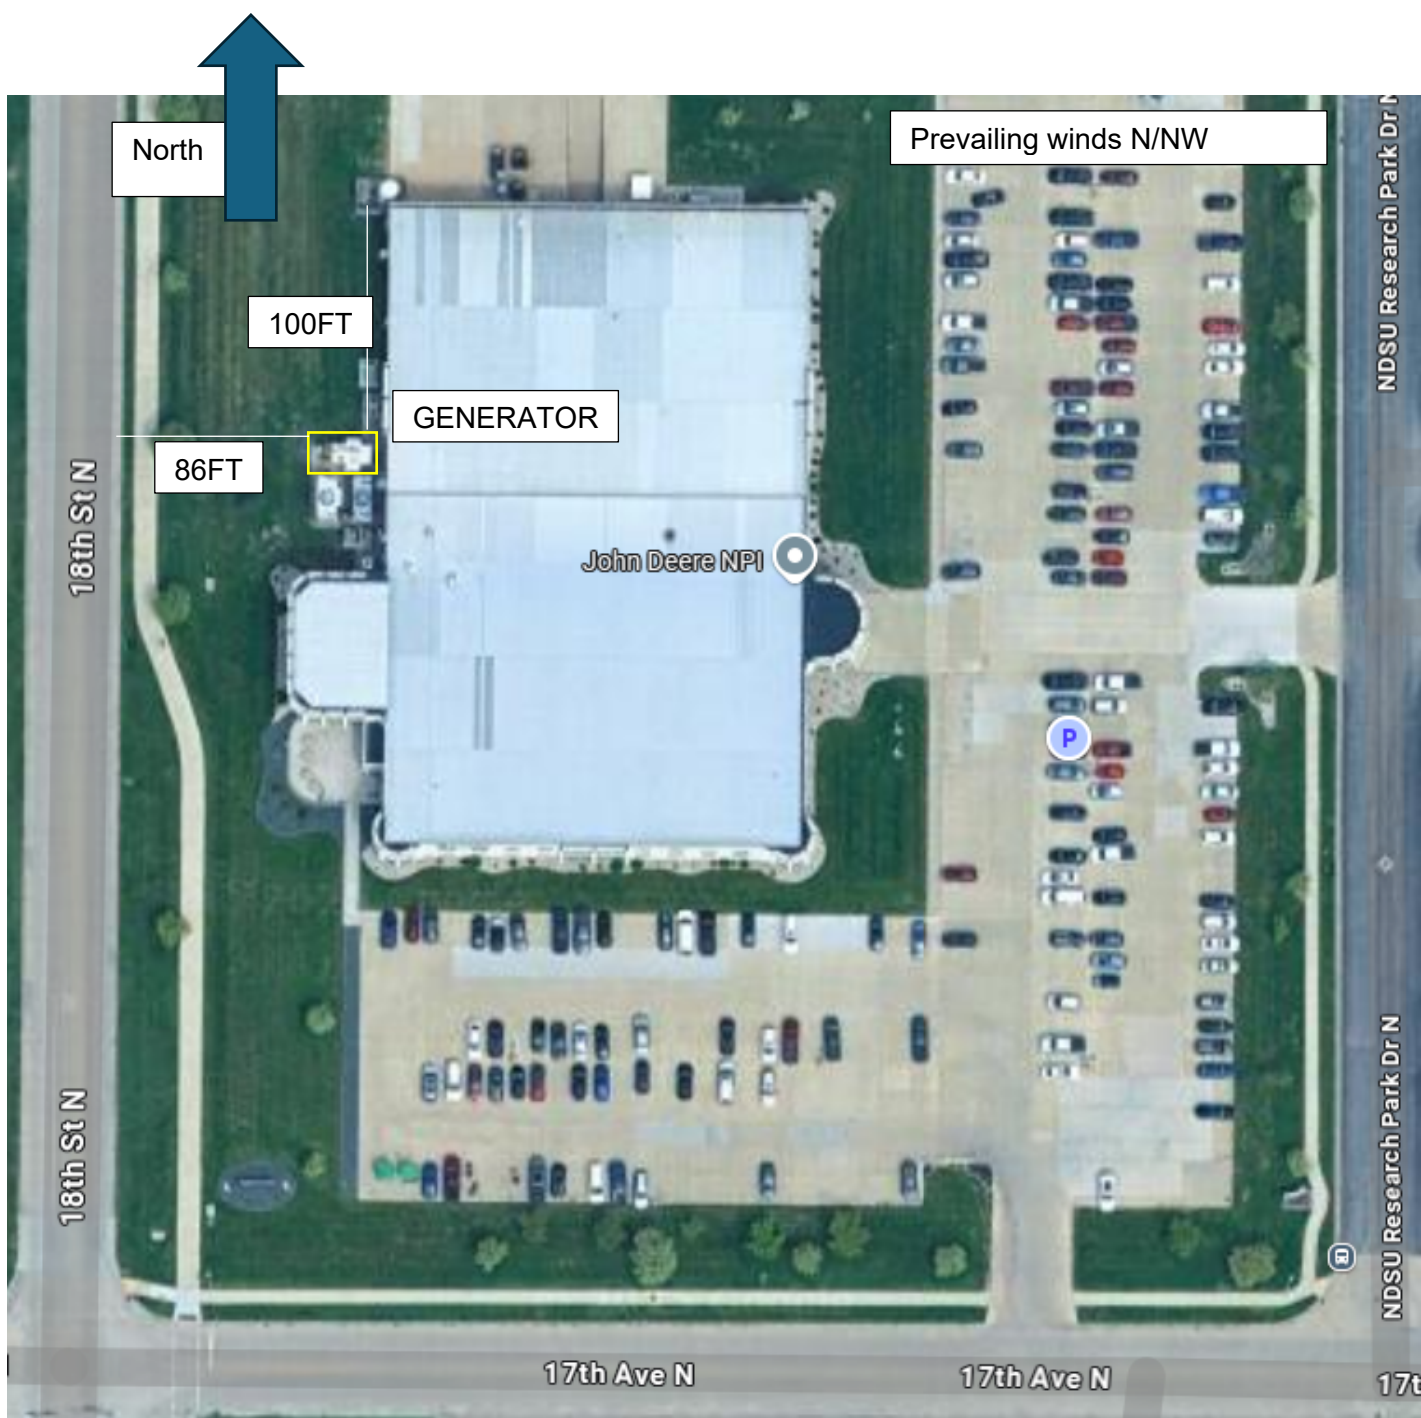 North
Prevailing winds N/NW
NDSU Research Park Dr N
100FT
GENERATOR
86FT
18th St N
John Deere NPI
P
18th St N
NDSU Research Park Dr N
17th Ave N
17th Ave N
17t